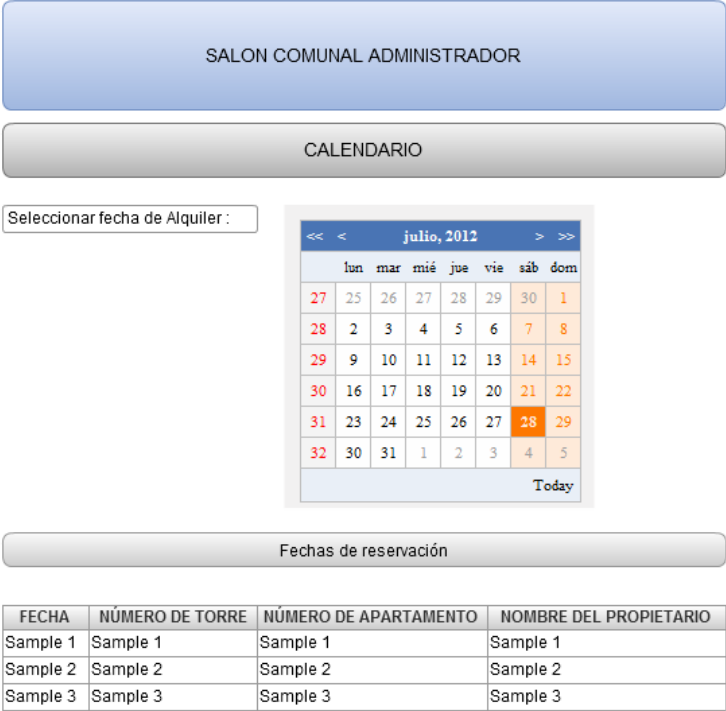 SALON COMUNAL ADMINISTRADOR
CALENDARIO
Seleccionar fecha de Alquiler :
<< < julio, 2012 > >>
lun mar mié jue vie sáb dom
27 25 26 27 28 29 30 1
28 2 3 4 5 6 7 8
29 9 10 11 12 13 14 15
30 16 17 18 19 20 21 22
31 23 24 25 26 27 28 29
32 30 31 1 2 3 4 5
Today
Fechas de reservación
FECHA NÚMERO DE TORRE NÚMERO DE APARTAMENTO NOMBRE DEL PROPIETARIO
Sample 1 Sample 1 Sample 1 Sample 1
Sample 2 Sample 2 Sample 2 Sample 2
Sample 3 Sample 3 Sample 3 Sample 3